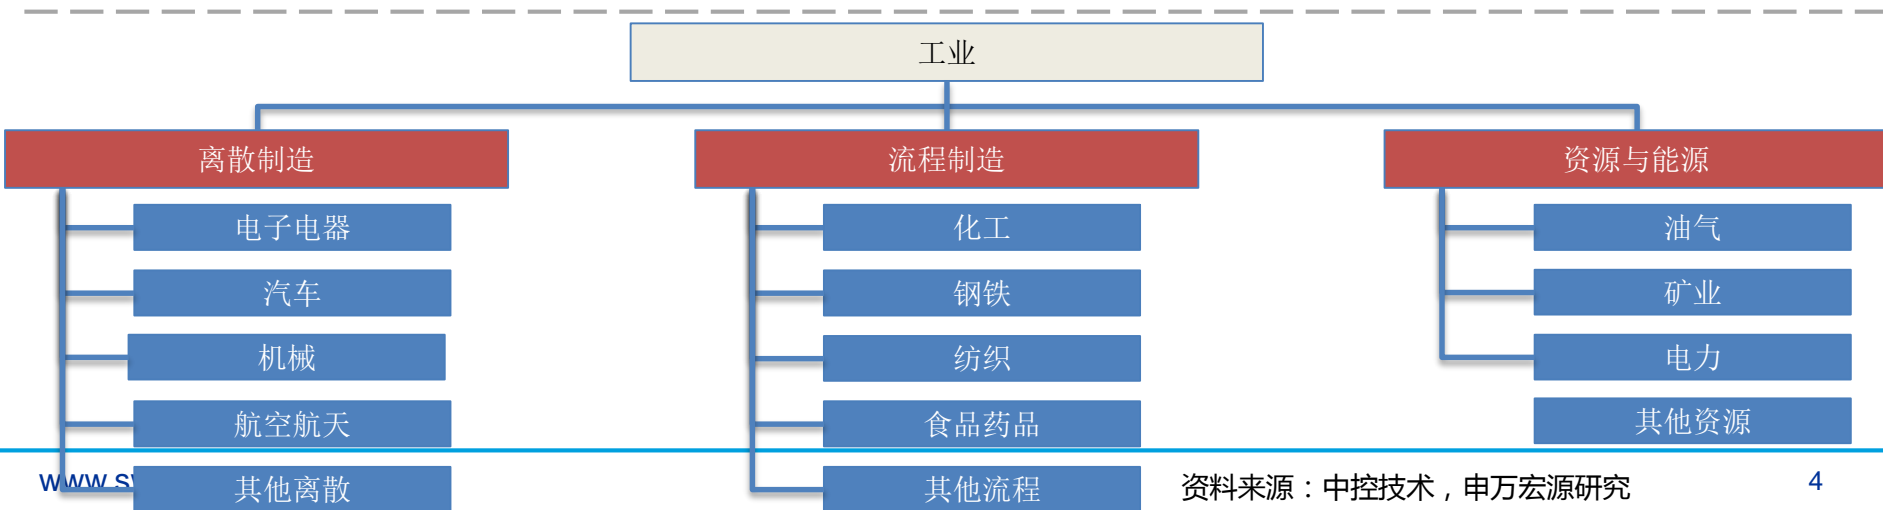 工业
离散制造
流程制造
资源与能源
电子电器
化工
油气
汽车
钢铁
矿业
机械
纺织
电力
航空航天
食品药品
其他资源
www.s
其他离散
其他流程
资料来源：中控技术，申万宏源研究
4